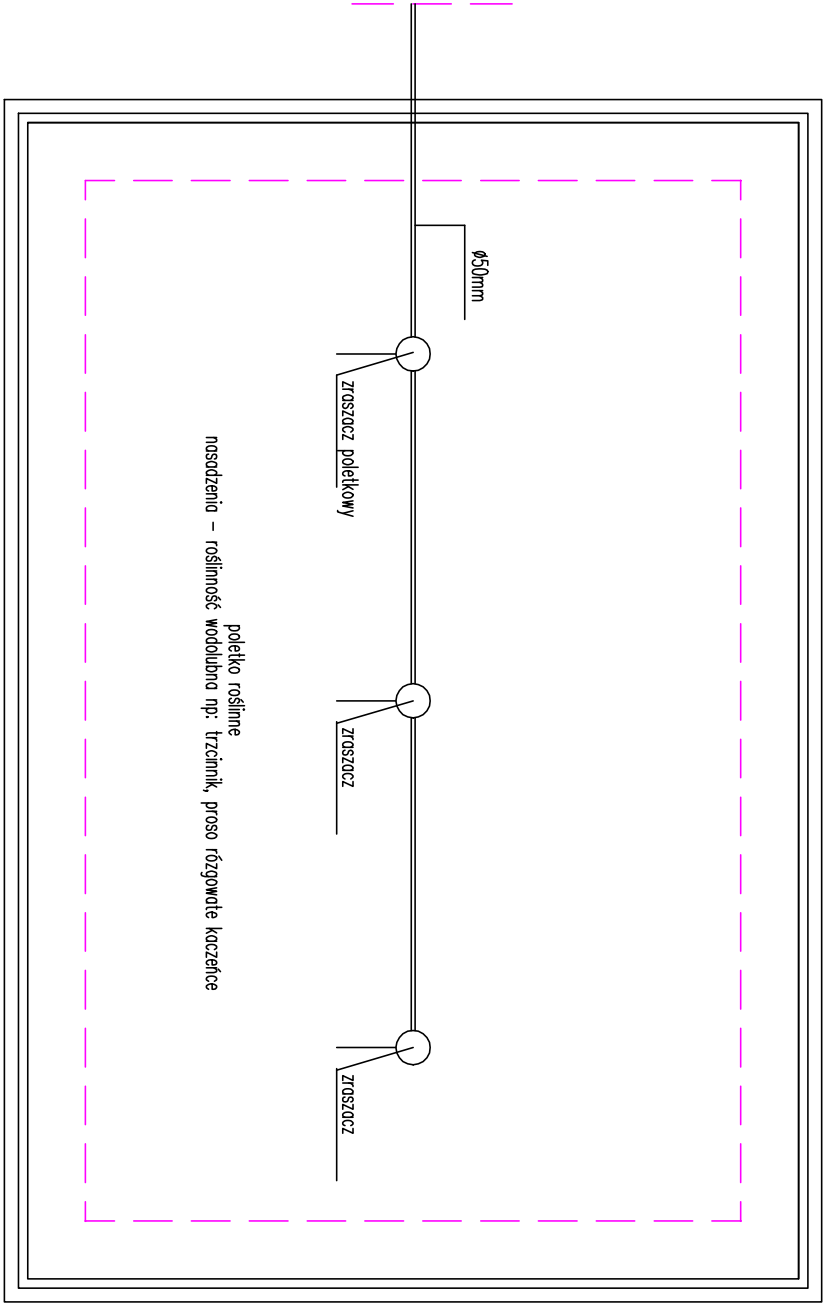 ø50mm
zraszacz poletkowy
zraszacz
zraszacz
poletko roślinne
nasadzenia – roślinność wodolubna np: trzcinnik, proso rózgowate kaczeńce